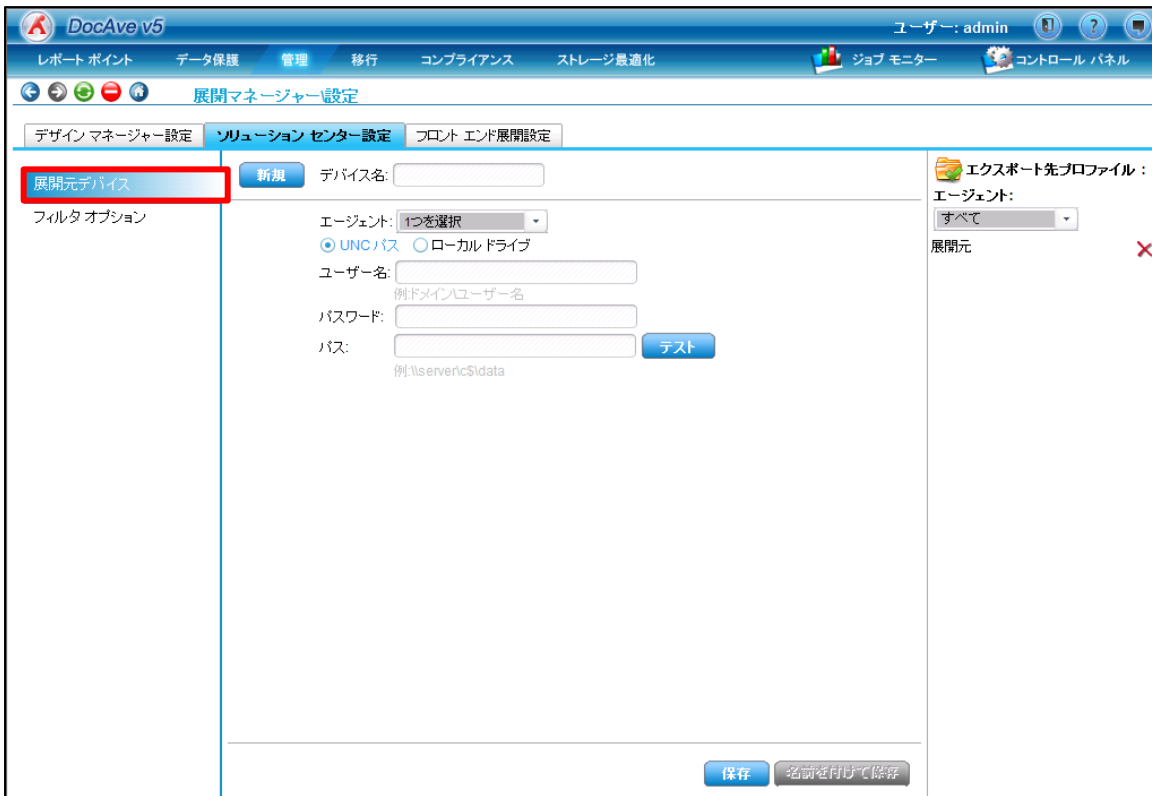 DocAve v5
ユーザー: admin
レポート ポイント データ保護 管理 移行 コンプライアンス ストレージ最適化 ジョブ モニター コントロール パネル
展開マネージャー\設定
デザイン マネージャー設定 ソリューション センター設定 フロント エンド展開設定
展開元デバイス
フィルタ オプション
新規 デバイス名:
エージェント: 1つを選択
UNC パス ローカル ドライブ
ユーザー名:
例:ドメイン\ユーザー名
パスワード:
パス: テスト
例:\\server\c$\data
保存 名前を付けて保存
エクスポート先プロファイル :
エージェント:
すべて
展開元